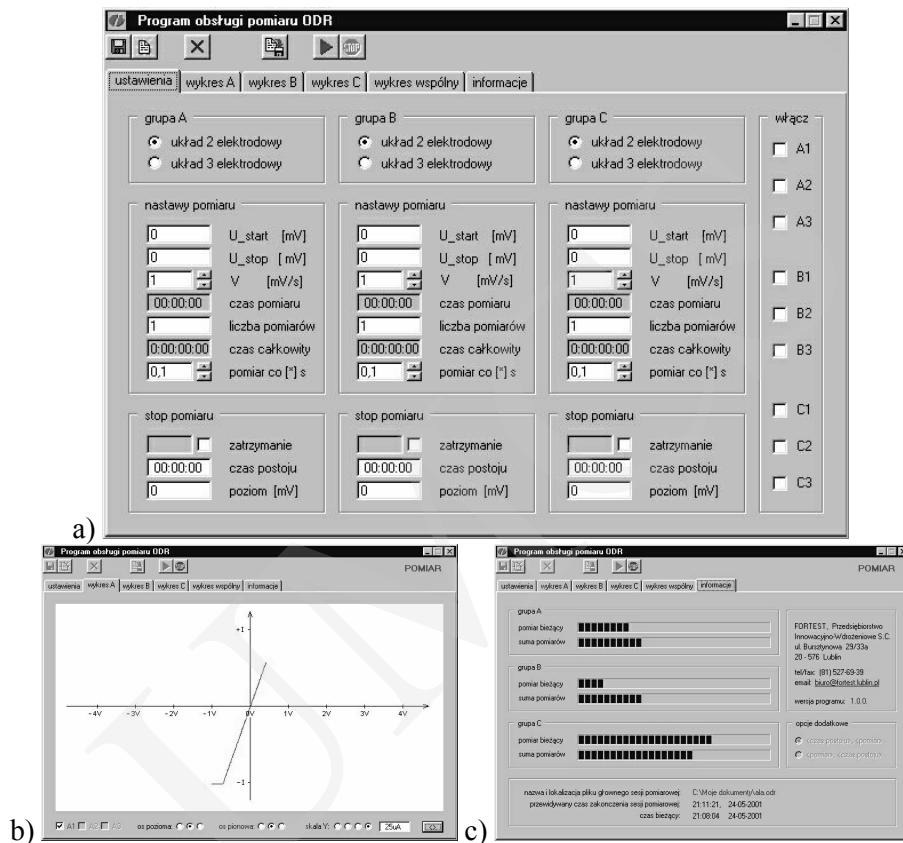 Program obsługi pomiaru ODR
STOP
ustawienia wykres A wykres B wykres C wykres wspólny informacje
grupa A grupa B grupa C włącz
układ 2 elektrodowy układ 2 elektrodowy układ 2 elektrodowy A1
układ 3 elektrodowy układ 3 elektrodowy układ 3 elektrodowy
A2
nastawy pomiaru nastawy pomiaru nastawy pomiaru
A3
0 U_start [mV] 0 U_start [mV] 0 U_start [mV]
0 U_stop [ mV] 0 U_stop [ mV] 0 U_stop [ mV]
1 V [mV/s] 1 V [mV/s] 1 V [mV/s] B1
00:00:00 czas pomiaru 00:00:00 czas pomiaru 00:00:00 czas pomiaru
1 liczba pomiarów 1 liczba pomiarów 1 liczba pomiarów B2
0:00:00:00 czas całkowity 0:00:00:00 czas całkowity 0:00:00:00 czas całkowity B3
0,1 pomiar co [*] s 0,1 pomiar co [*] s 0,1 pomiar co [*] s
C1
stop pomiaru stop pomiaru stop pomiaru
zatrzymanie zatrzymanie zatrzymanie C2
00:00:00 czas postoju 00:00:00 czas postoju 00:00:00 czas postoju
0 poziom [mV] 0 poziom [mV] 0 poziom [mV] C3
a)
Program obsługi pomiaru ODR
POMIAR
ustawienia wykres A wykres B wykres C wykres wspólny informacje
+I
-4V -3V -2V -1V 0V 1V 2V 3V 4V
-I
A1 A2 A3 os pozioma: os pionowa: skala Y: 25uA
b)
Program obsługi pomiaru ODR
POMIAR
ustawienia wykres A wykres B wykres C wykres wspólny informacje
grupa A
pomiar bieżący
suma pomiarów
grupa B
pomiar bieżący
suma pomiarów
grupa C
pomiar bieżący
suma pomiarów
FORTEST, Przedsiębiorstwo
Innowacyjno-Wdrożeniowe S.C.
ul. Bursztynowa 29/33a
20 - 576 Lublin
tel/fax: (81) 527-69-39
email: biuro@fortest.lublin.pl
wersja programu: 1.0.0.
opcje dodatkowe
<czas postoju>, <pomiar>
<pomiar>, <czas postoju>
nazwa i lokalizacja pliku głownego sesji pomiarowej: C:\Moje dokumenty\ala.odr
przewidywany czas zakonczenia sesji pomiarowej: 21:11:21, 24-05-2001
czas bieżący: 21:08:04 24-05-2001
c)
UMC